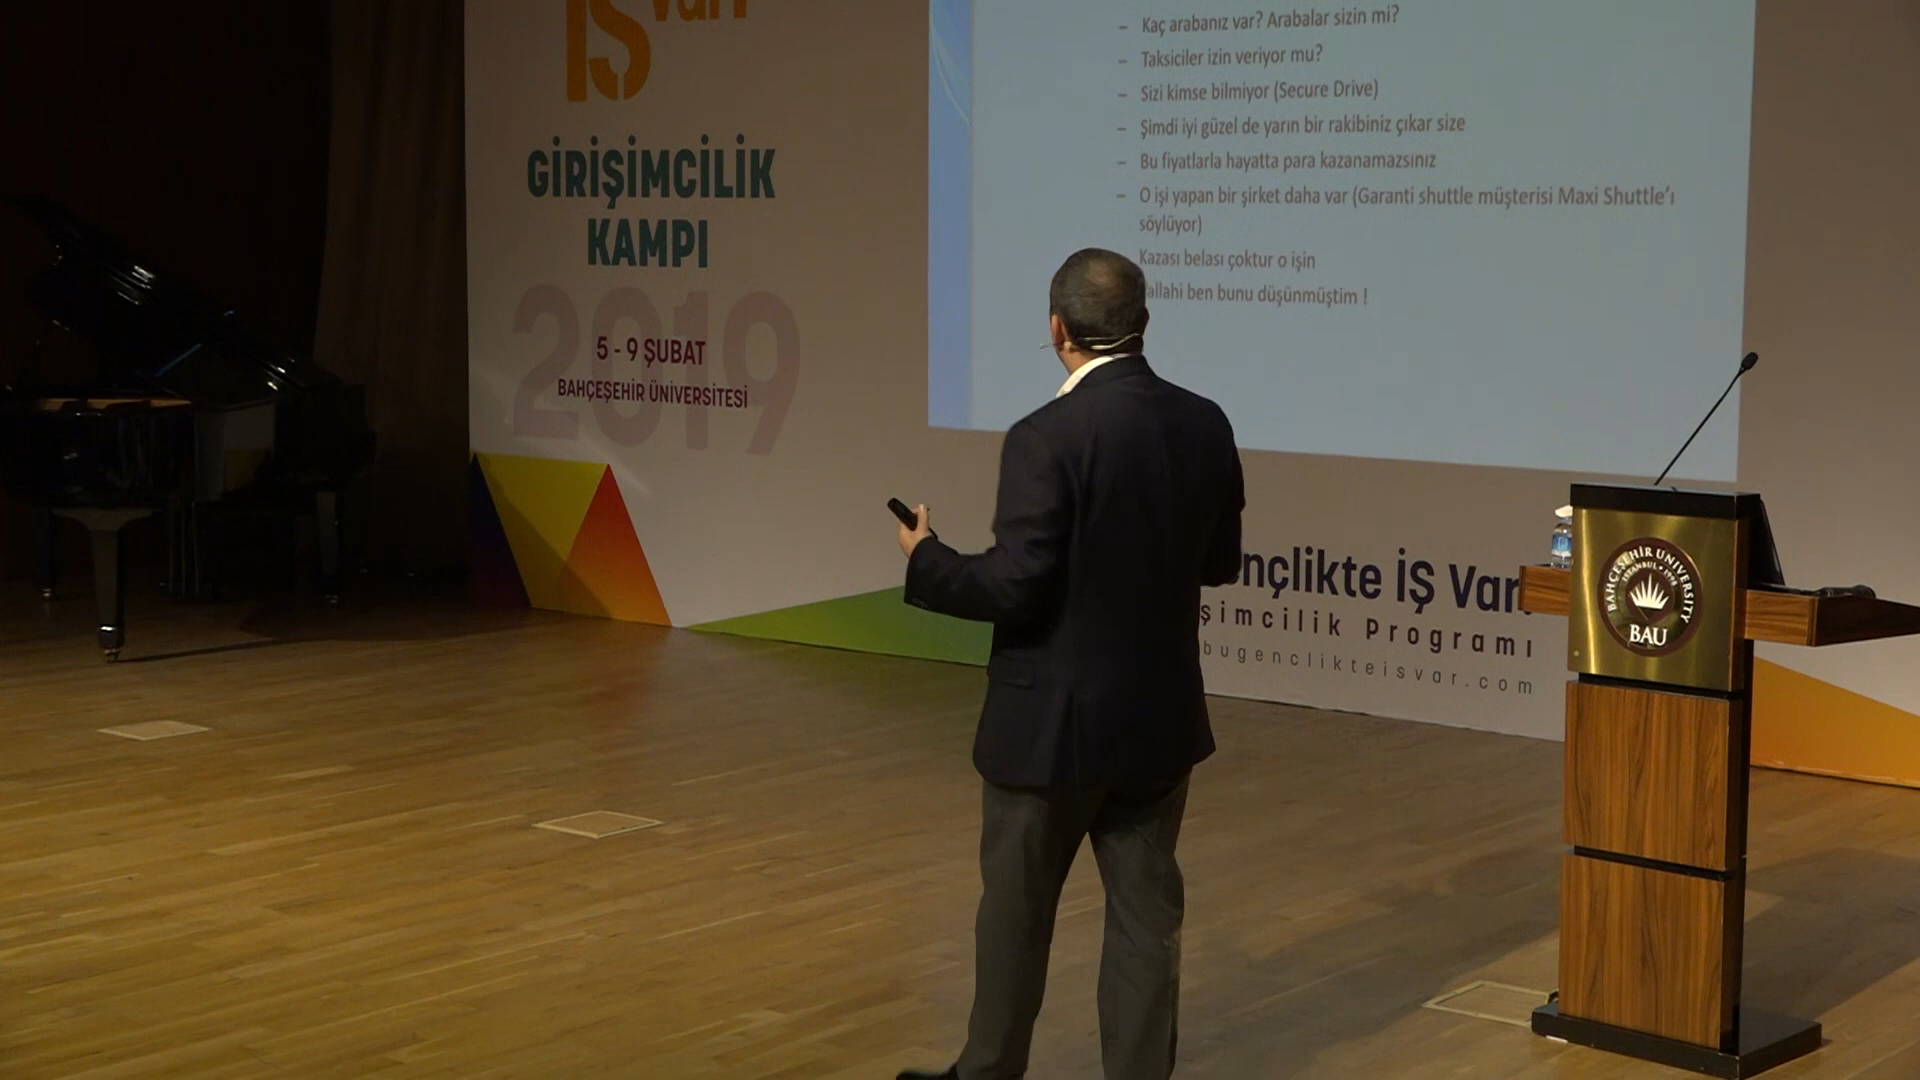 İŞ
GİRİŞİMCİLİK
KAMPI
2019
5 - 9 ŞUBAT
BAHÇEŞEHİR ÜNİVERSİTESİ
– Kaç arabanız var? Arabalar sizin mi?
– Taksiciler izin veriyor mu?
– Sizi kimse bilmiyor (Secure Drive)
– Şimdi iyi güzel de yarın bir rakibiniz çıkar size
– Bu fiyatlarla hayatta para kazanamazsınız
– O işi yapan bir şirket daha var (Garanti shuttle müşterisi Maxi Shuttle’ı
söylüyor)
Kazası belası çoktur o işin
allahi ben bunu düşünmüştim !
nçlikte İŞ Var!
şimcilik Programı
bugenclikteisvar.com
BAHÇEŞEHİR UNIVERSITY
ISTANBUL • 1998
BAU